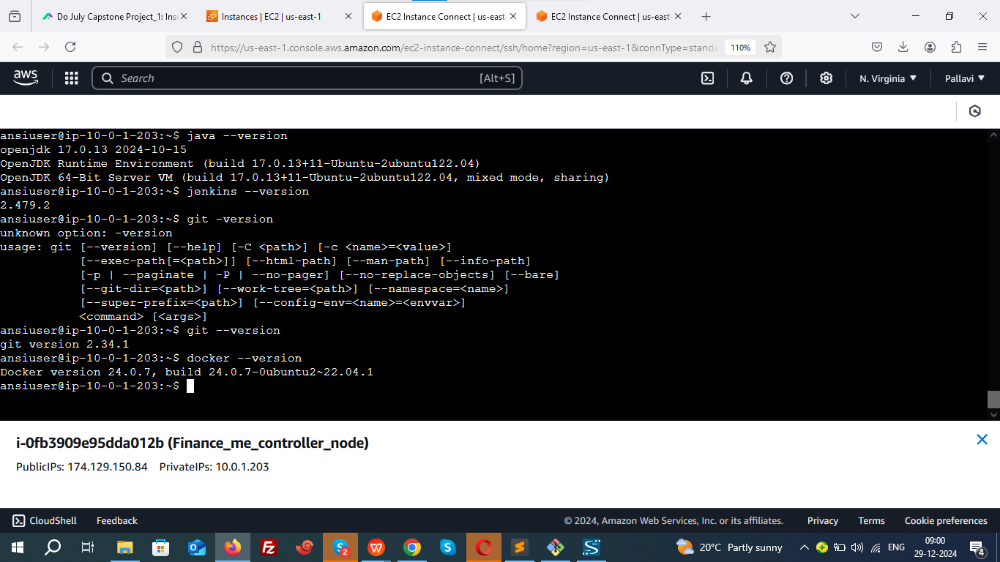 Do July Capstone Project_1: Insu
Instances | EC2 | us-east-1
EC2 Instance Connect | us-east-
EC2 Instance Connect | us-east-
https://us-east-1.console.aws.amazon.com/ec2-instance-connect/ssh/home?region=us-east-1&connType=standa
110%
aws
Search
[Alt+S]
N. Virginia
Pallavi
ansiuser@ip-10-0-1-203:~$ java --version
openjdk 17.0.13 2024-10-15
OpenJDK Runtime Environment (build 17.0.13+11-Ubuntu-2ubuntu122.04)
OpenJDK 64-Bit Server VM (build 17.0.13+11-Ubuntu-2ubuntu122.04, mixed mode, sharing)
ansiuser@ip-10-0-1-203:~$ jenkins --version
2.479.2
ansiuser@ip-10-0-1-203:~$ git -version
unknown option: -version
usage: git [--version] [--help] [-C <path>] [-c <name>=<value>]
[--exec-path[=<path>]] [--html-path] [--man-path] [--info-path]
[-p | --paginate | -P | --no-pager] [--no-replace-objects] [--bare]
[--git-dir=<path>] [--work-tree=<path>] [--namespace=<name>]
[--super-prefix=<path>] [--config-env=<name>=<envvar>]
<command> [<args>]
ansiuser@ip-10-0-1-203:~$ git --version
git version 2.34.1
ansiuser@ip-10-0-1-203:~$ docker --version
Docker version 24.0.7, build 24.0.7-0ubuntu2~22.04.1
ansiuser@ip-10-0-1-203:~$
i-0fb3909e95dda012b (Finance_me_controller_node)
PublicIPs: 174.129.150.84 PrivateIPs: 10.0.1.203
CloudShell
Feedback
© 2024, Amazon Web Services, Inc. or its affiliates.
Privacy
Terms
Cookie preferences
20°C Partly sunny
ENG
09:00
29-12-2024
4